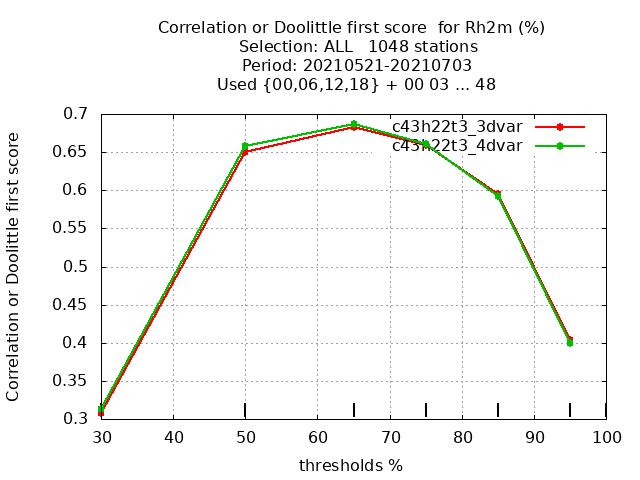 Correlation or Doolittle first score  for Rh2m (%)
Selection: ALL   1048 stations
Period: 20210521-20210703
Used {00,06,12,18} + 00 03 ... 48
Correlation or Doolittle first score
0.7
0.65
0.6
0.55
0.5
0.45
0.4
0.35
0.3
c43h22t3_3dvar
c43h22t3_4dvar
30 40 50 60 70 80 90 100
thresholds %